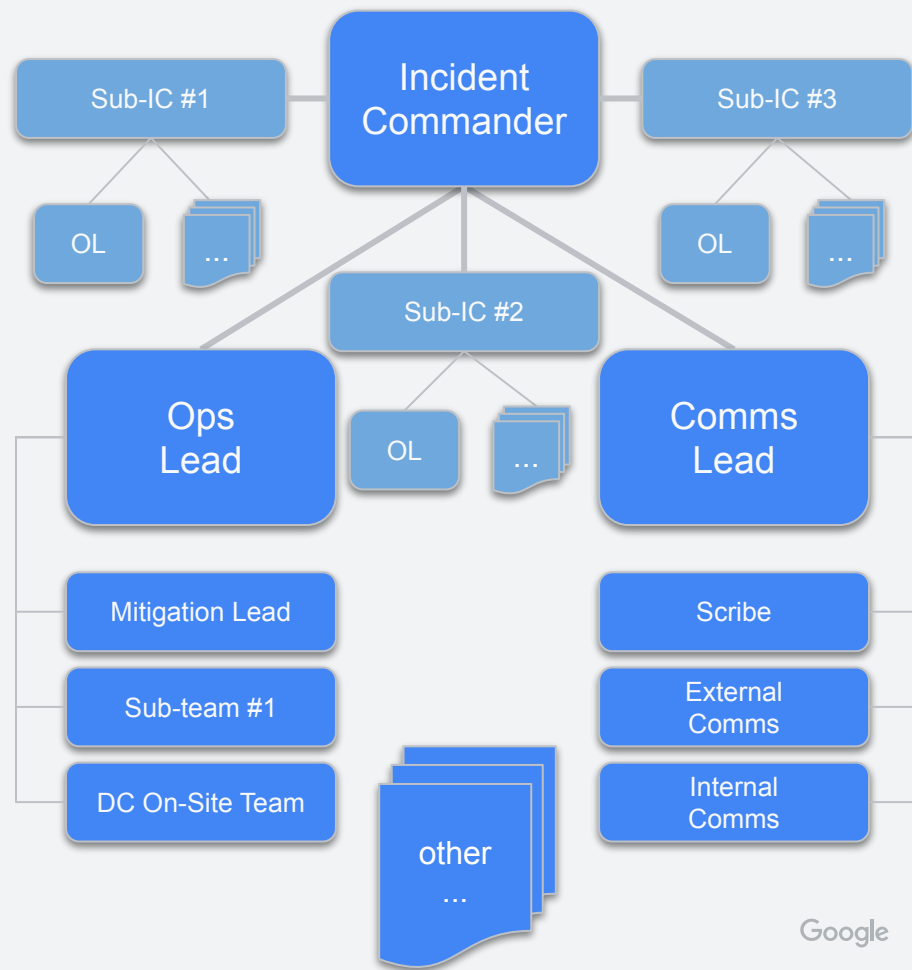 Incident
Commander
Sub-IC #1
Sub-IC #3
OL
...
OL
...
Sub-IC #2
OL
...
Ops
Lead
Comms
Lead
Mitigation Lead
Sub-team #1
DC On-Site Team
Scribe
External
Comms
Internal
Comms
other
...
Google